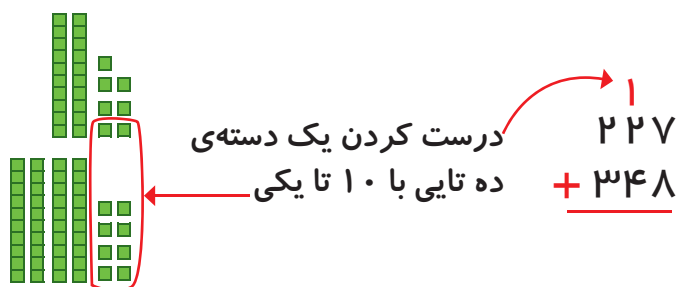 درست کردن یک دسته‌ی
ده تایی با ۱۰ تا یکی
۱
۲۲۷
+ ۳۴۸